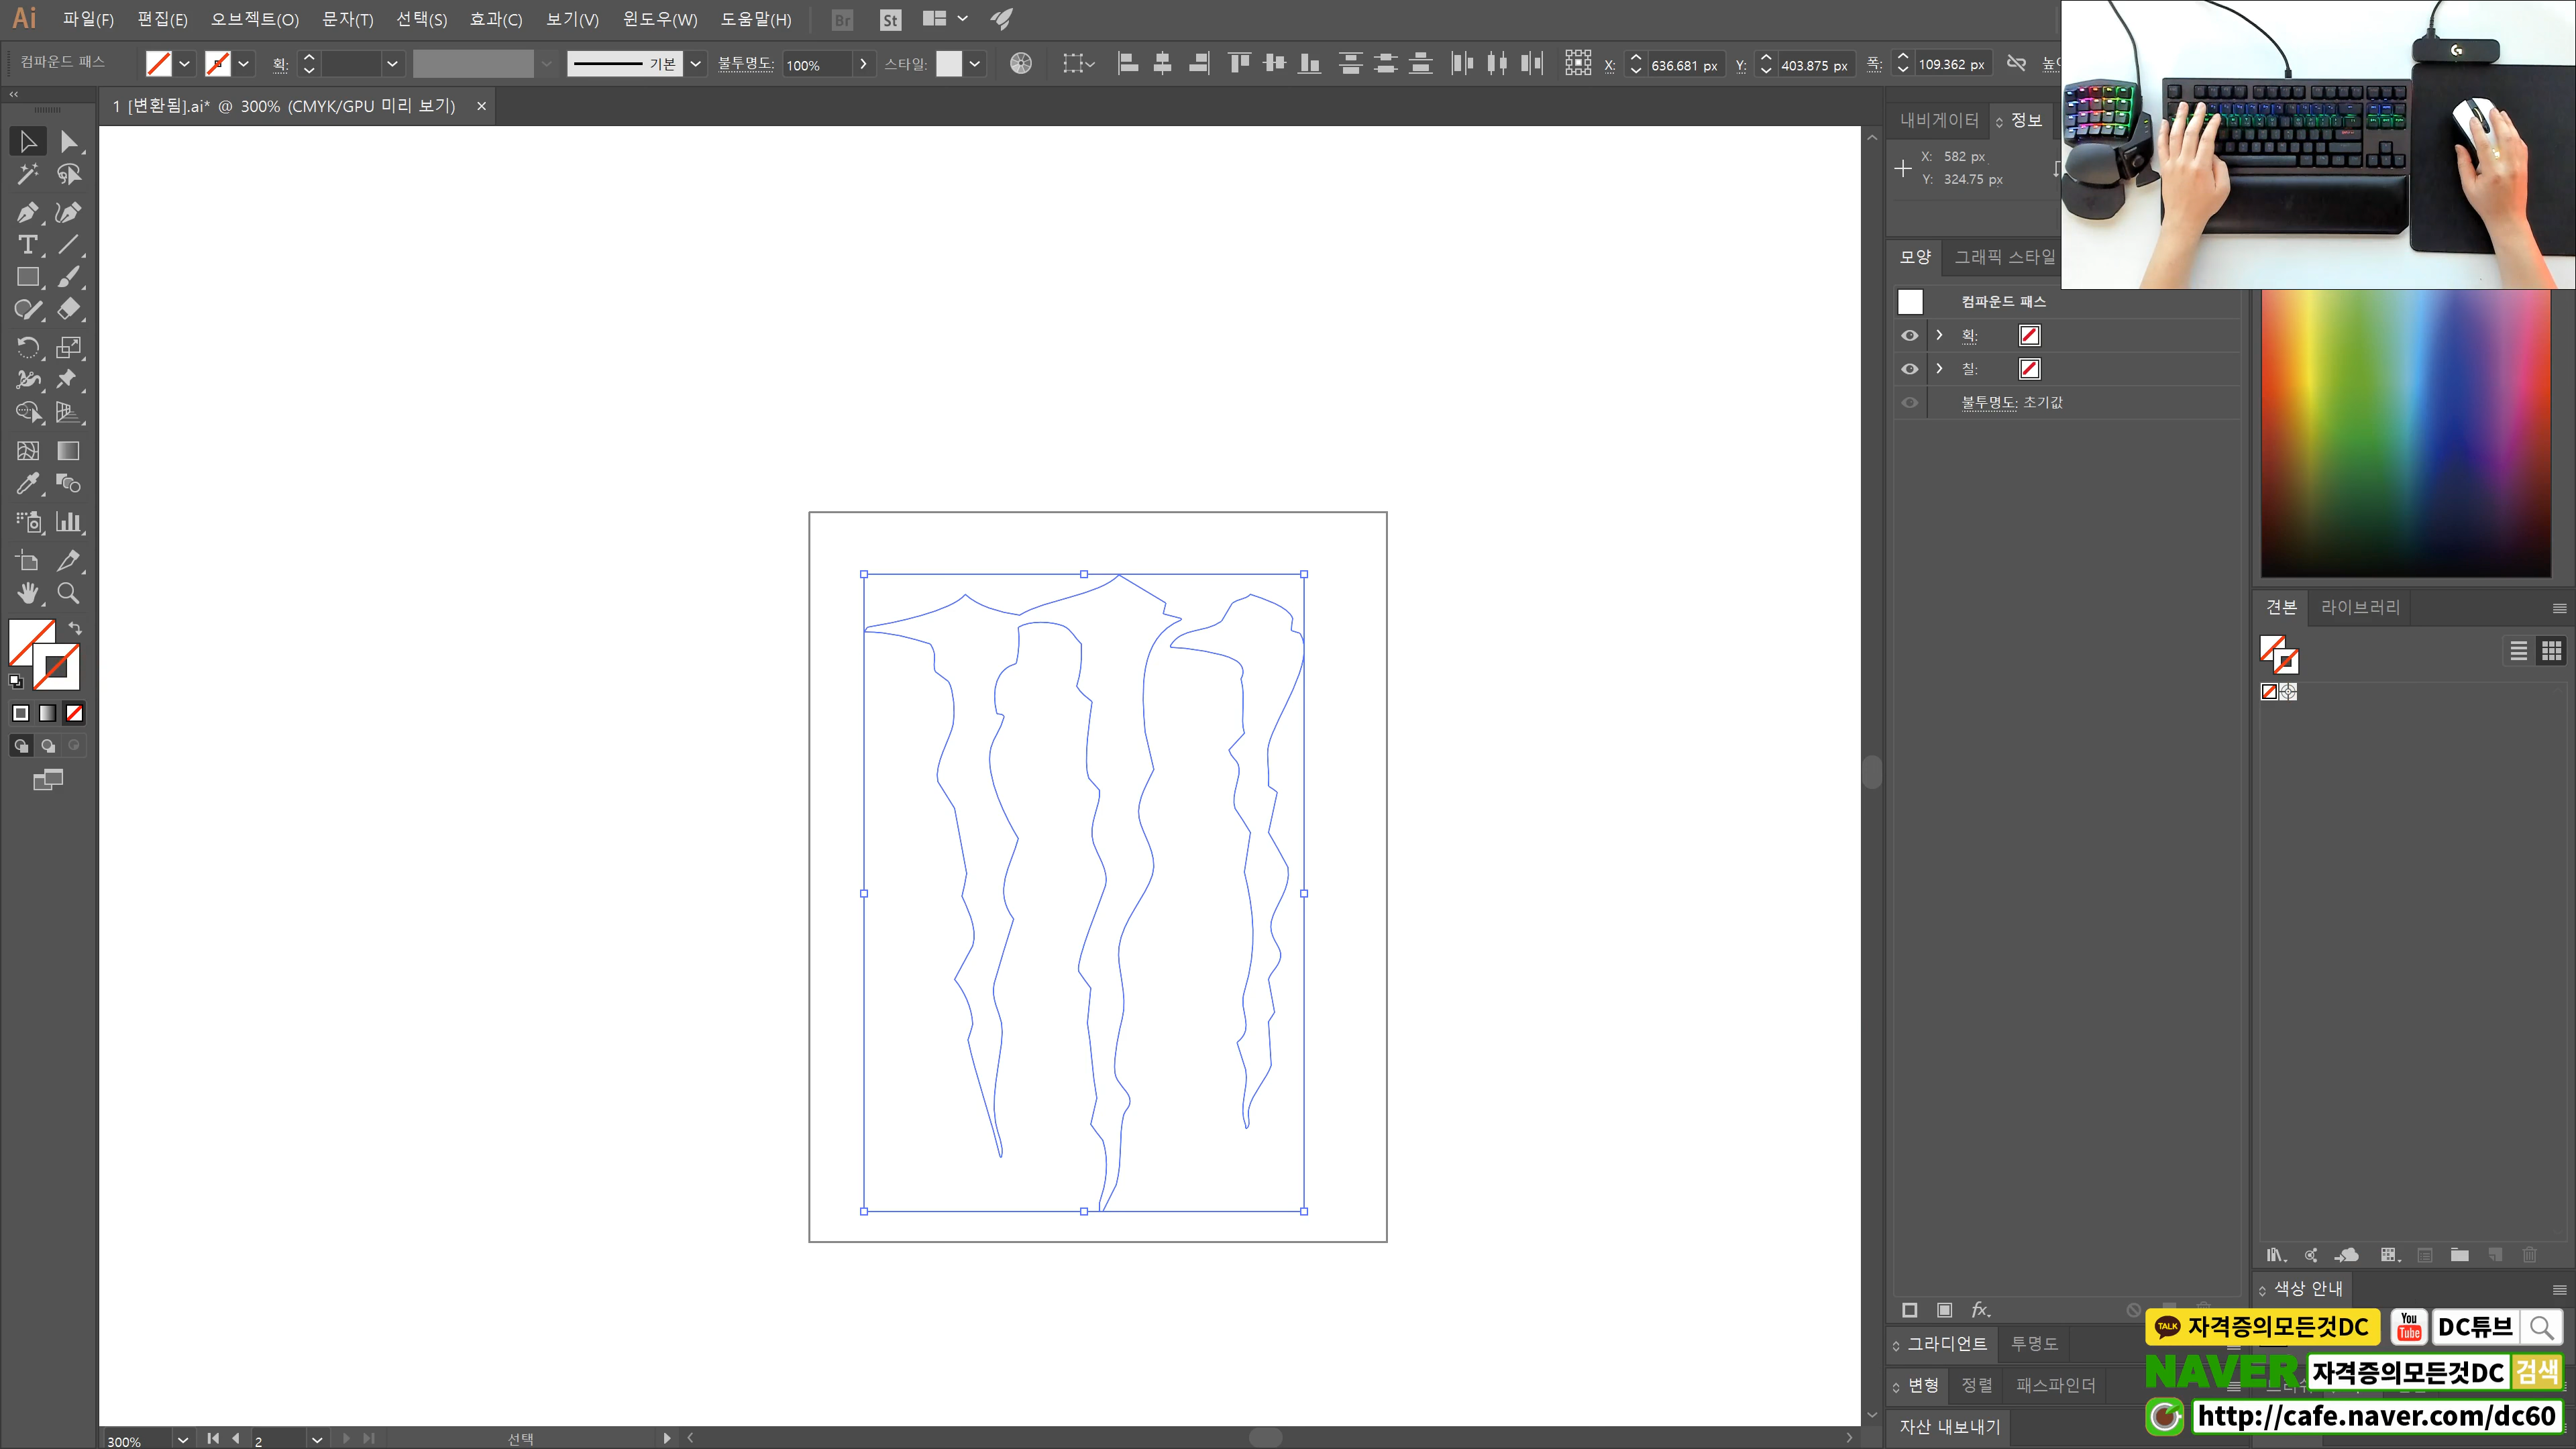 Ai 파일(F) 편집(E) 오브젝트(O) 문자(T) 선택(S) 효과(C) 보기(V) 윈도우(W) 도움말(H) Br St
컴파운드 패스 획: 기본 불투명도: 100% 스타일: X: 636.681 px Y: 403.875 px 폭: 109.362 px
1 [변환됨].ai* @ 300% (CMYK/GPU 미리 보기) ×
내비게이터 정보
X: 582 px
Y: 324.75 px
모양 그래픽 스타일
컴파운드 패스
획:
칠:
불투명도: 초기값
견본 라이브러리
색상 안내
fx
그라디언트 투명도
변형 정렬 패스파인더
자산 내보내기
TALK 자격증의모든것DC You Tube DC튜브
NAVER 자격증의모든것DC 검색
http://cafe.naver.com/dc60
300% 2 선택